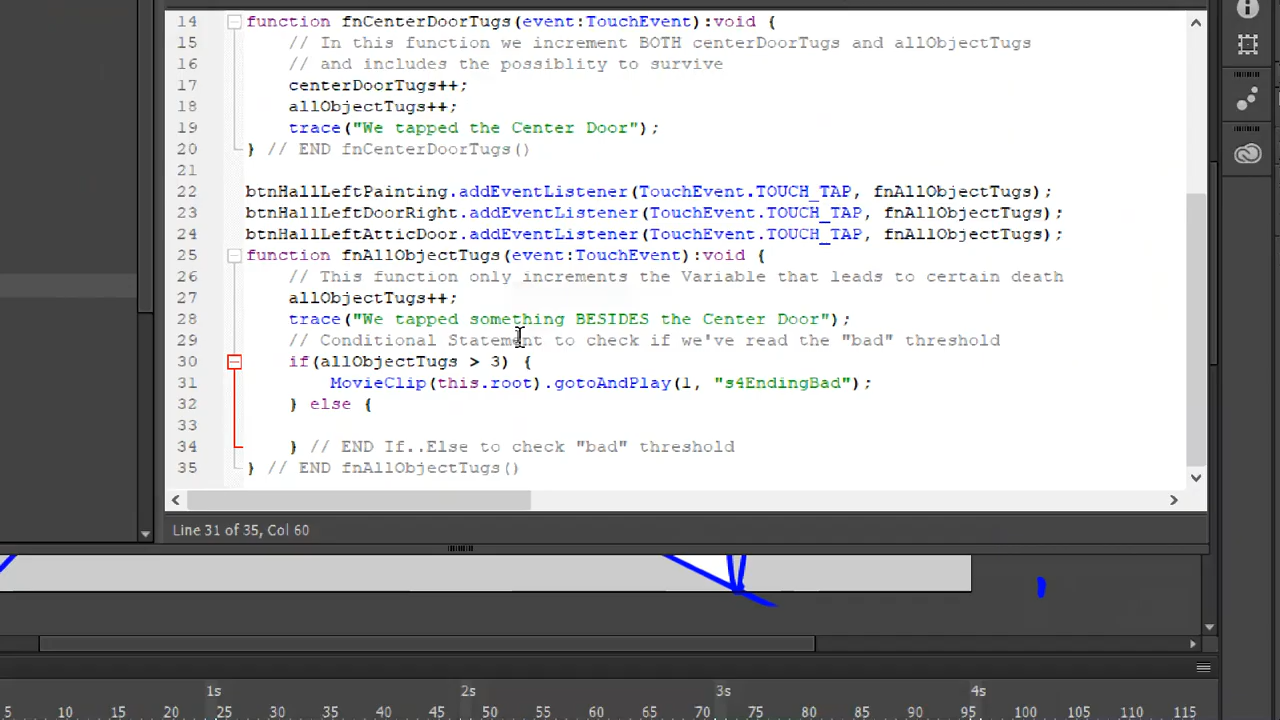 14 function fnCenterDoorTugs(event:TouchEvent):void {
15 // In this function we increment BOTH centerDoorTugs and allObjectTugs
16 // and includes the possiblity to survive
17 centerDoorTugs++;
18 allObjectTugs++;
19 trace("We tapped the Center Door");
20 } // END fnCenterDoorTugs()
21
22 btnHallLeftPainting.addEventListener(TouchEvent.TOUCH_TAP, fnAllObjectTugs);
23 btnHallLeftDoorRight.addEventListener(TouchEvent.TOUCH_TAP, fnAllObjectTugs);
24 btnHallLeftAtticDoor.addEventListener(TouchEvent.TOUCH_TAP, fnAllObjectTugs);
25 function fnAllObjectTugs(event:TouchEvent):void {
26 // This function only increments the Variable that leads to certain death
27 allObjectTugs++;
28 trace("We tapped something BESIDES the Center Door");
29 // Conditional Statement to check if we've read the "bad" threshold
30 if(allObjectTugs > 3) {
31 MovieClip(this.root).gotoAndPlay(1, "s4EndingBad");
32 } else {
33
34 } // END If..Else to check "bad" threshold
35 } // END fnAllObjectTugs()
Line 31 of 35, Col 60
1s 2s 3s 4s
5 10 15 20 25 30 35 40 45 50 55 60 65 70 75 80 85 90 95 100 105 110 115